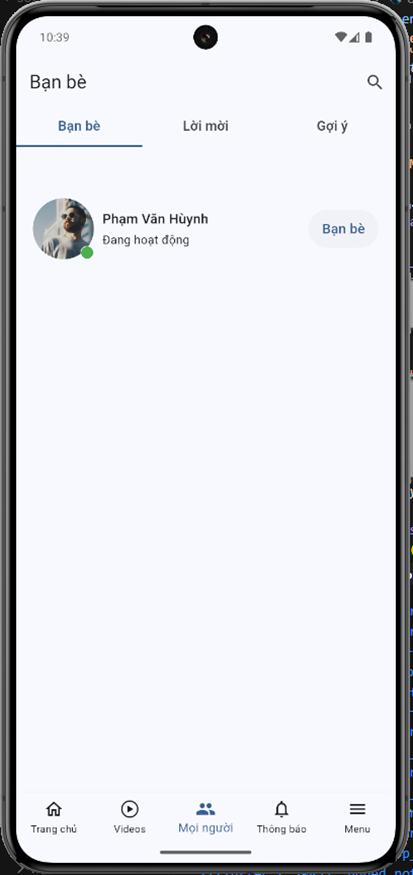 10:39
Bạn bè
Bạn bè
Lời mời
Gợi ý
Phạm Văn Hùynh
Đang hoạt động
Bạn bè
Trang chủ
Videos
Mọi người
Thông báo
Menu